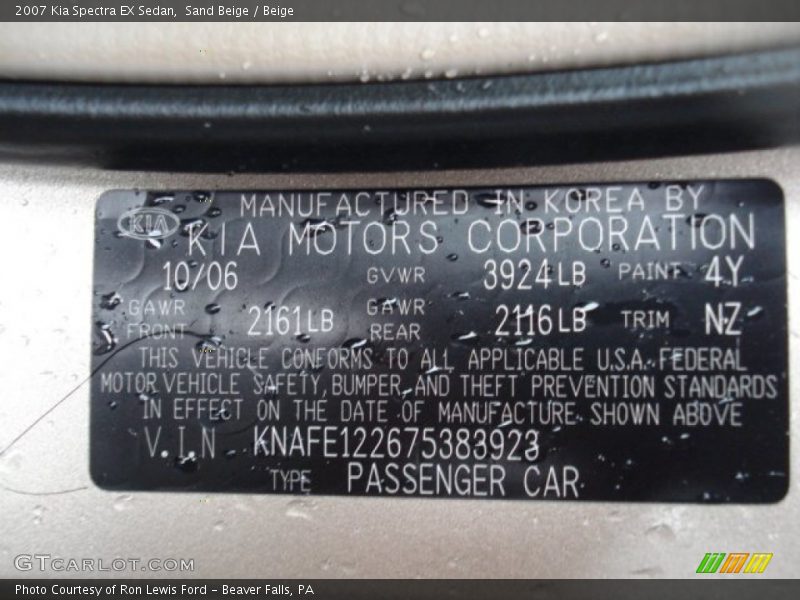 2007 Kia Spectra EX Sedan, Sand Beige / Beige
MANUFACTURED IN KOREA BY
KIA KIA MOTORS CORPORATION
10/06 GVWR 3924LB PAINT 4Y
GAWR FRONT 2161LB GAWR REAR 2116LB TRIM NZ
THIS VEHICLE CONFORMS TO ALL APPLICABLE U.S.A. FEDERAL
MOTOR VEHICLE SAFETY, BUMPER, AND THEFT PREVENTION STANDARDS
IN EFFECT ON THE DATE OF MANUFACTURE SHOWN ABOVE
V.I.N KNAFE122675383923
TYPE PASSENGER CAR
GTCARLOT.COM
Photo Courtesy of Ron Lewis Ford - Beaver Falls, PA